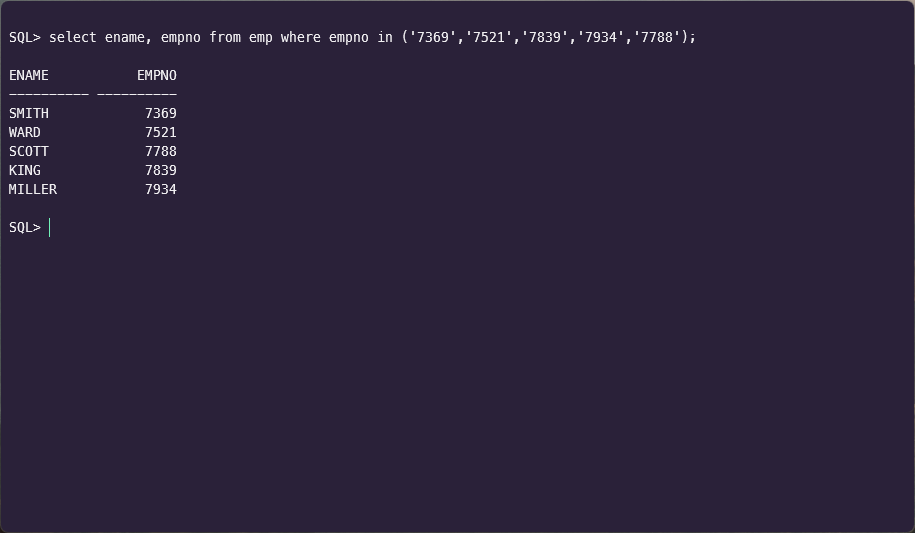 SQL> select ename, empno from emp where empno in ('7369','7521','7839','7934','7788');
ENAME           EMPNO
---------- ----------
SMITH            7369
WARD             7521
SCOTT            7788
KING             7839
MILLER           7934
SQL>